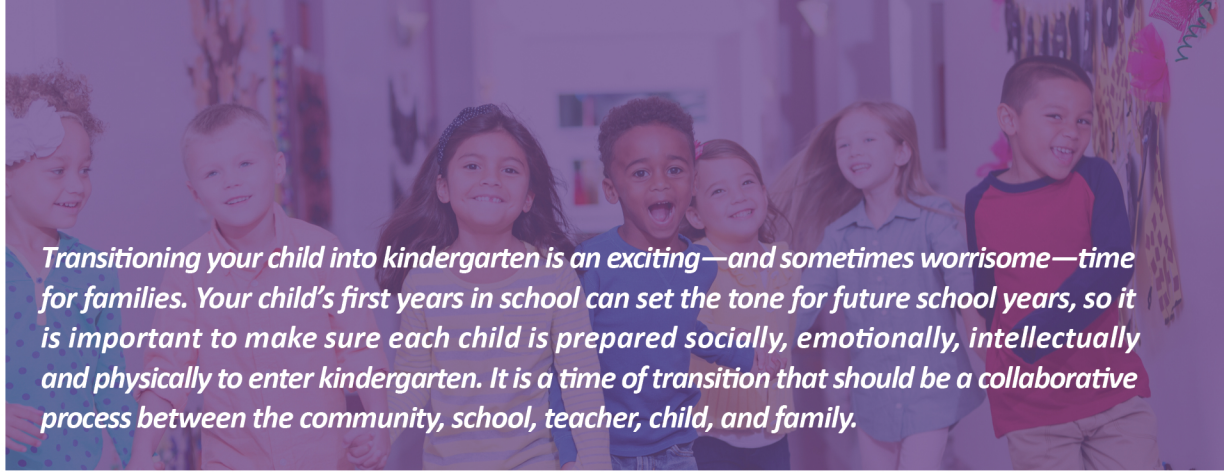 Transitioning your child into kindergarten is an exciting—and sometimes worrisome—time
for families. Your child’s first years in school can set the tone for future school years, so it
is important to make sure each child is prepared socially, emotionally, intellectually
and physically to enter kindergarten. It is a time of transition that should be a collaborative
process between the community, school, teacher, child, and family.